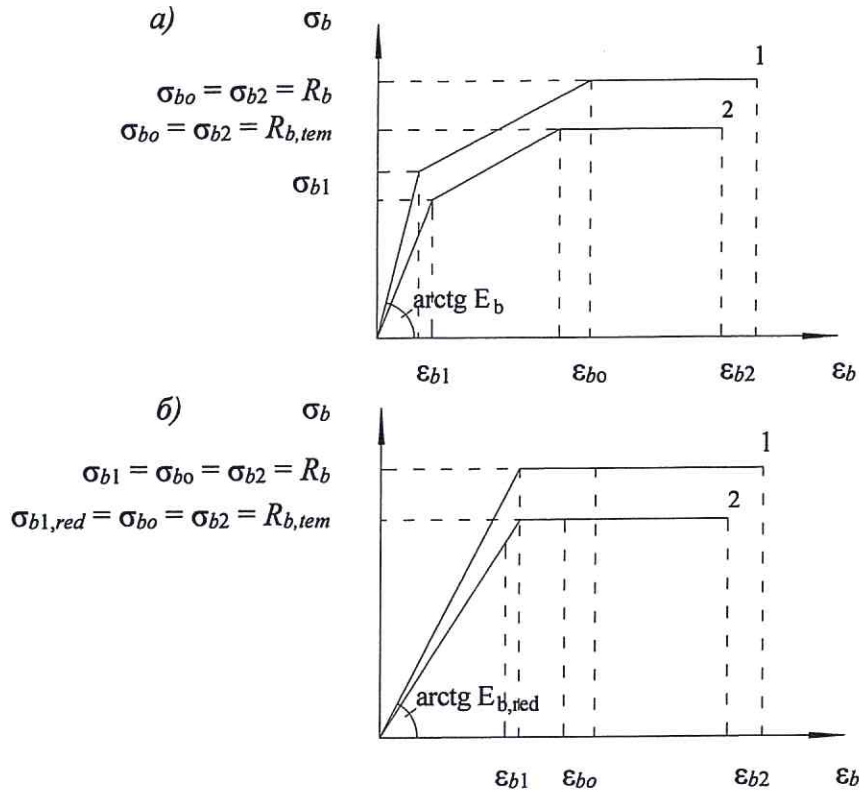 а) σb
1
σbo = σb2 = Rb
2
σbo = σb2 = Rb,tem
σb1
arctg Eb
εb1 εbo εb2 εb
б) σb
1
σb1 = σbo = σb2 = Rb
2
σb1,red = σbo = σb2 = Rb,tem
arctg Eb,red
εb1 εbo εb2 εb